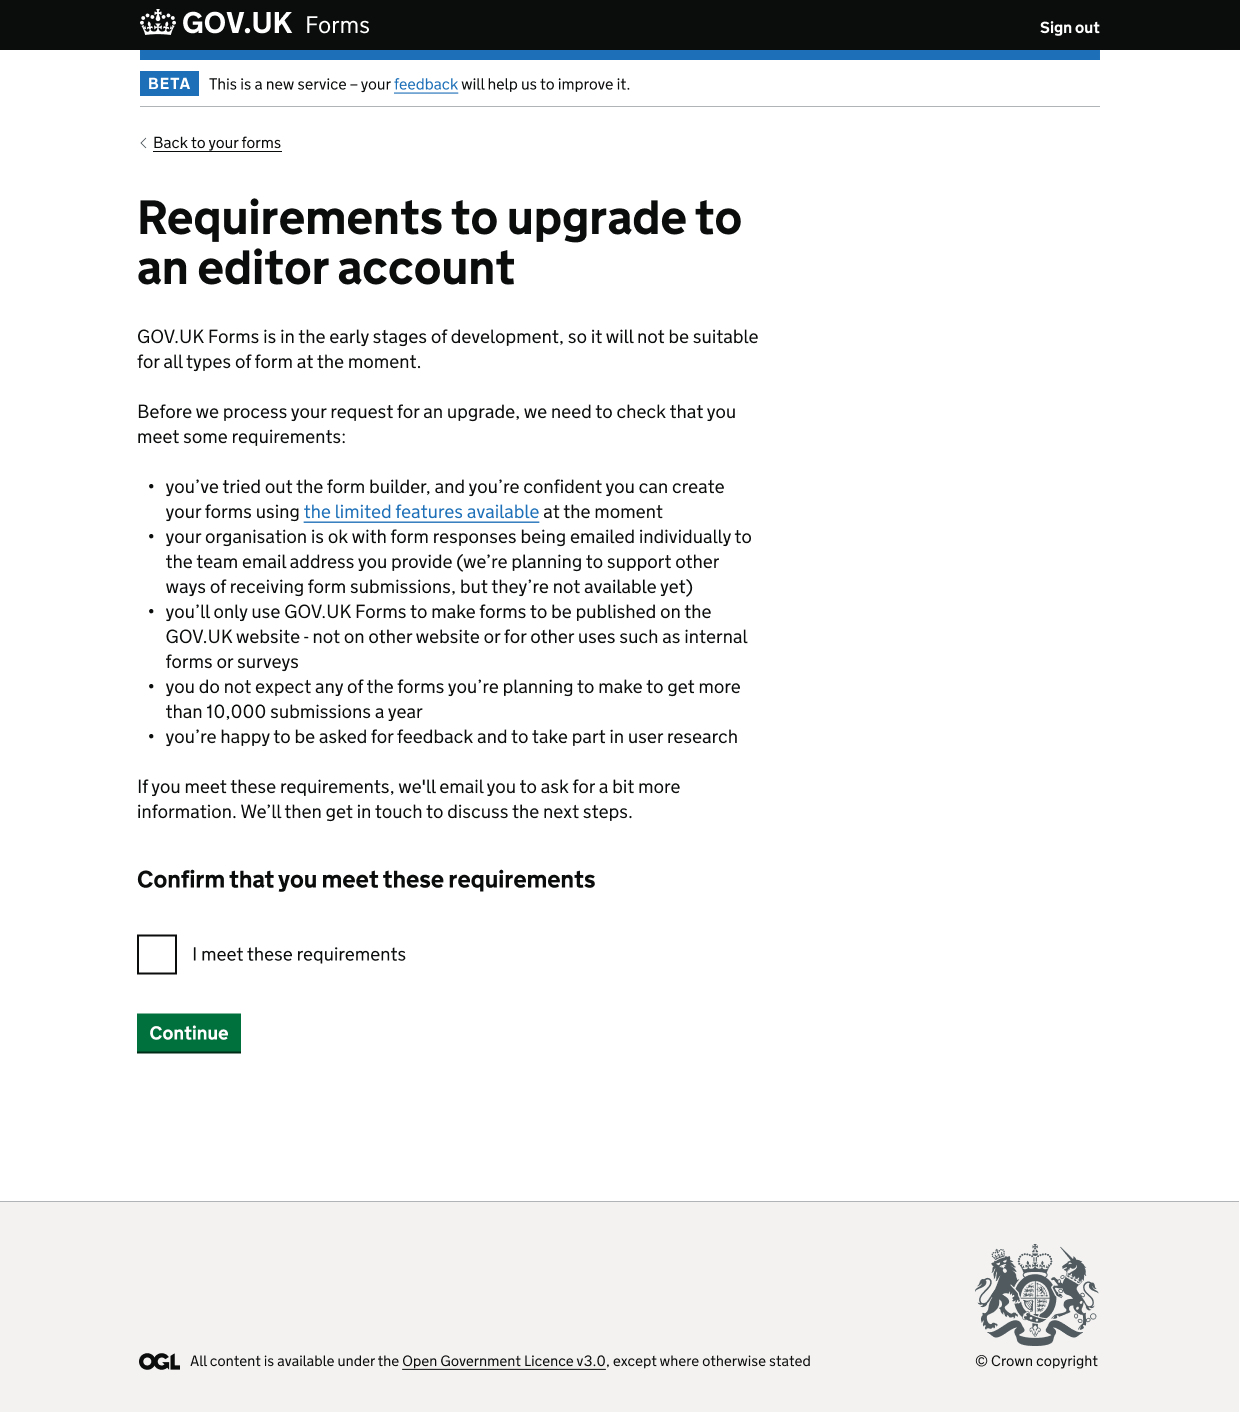 GOV.UK Forms
Sign out
BETA This is a new service – your feedback will help us to improve it.
Back to your forms
Requirements to upgrade to
an editor account
GOV.UK Forms is in the early stages of development, so it will not be suitable
for all types of form at the moment.
Before we process your request for an upgrade, we need to check that you
meet some requirements:
• you’ve tried out the form builder, and you’re confident you can create
your forms using the limited features available at the moment
• your organisation is ok with form responses being emailed individually to
the team email address you provide (we’re planning to support other
ways of receiving form submissions, but they’re not available yet)
• you’ll only use GOV.UK Forms to make forms to be published on the
GOV.UK website - not on other website or for other uses such as internal
forms or surveys
• you do not expect any of the forms you’re planning to make to get more
than 10,000 submissions a year
• you’re happy to be asked for feedback and to take part in user research
If you meet these requirements, we'll email you to ask for a bit more
information. We’ll then get in touch to discuss the next steps.
Confirm that you meet these requirements
I meet these requirements
Continue
OGL All content is available under the Open Government Licence v3.0, except where otherwise stated
© Crown copyright